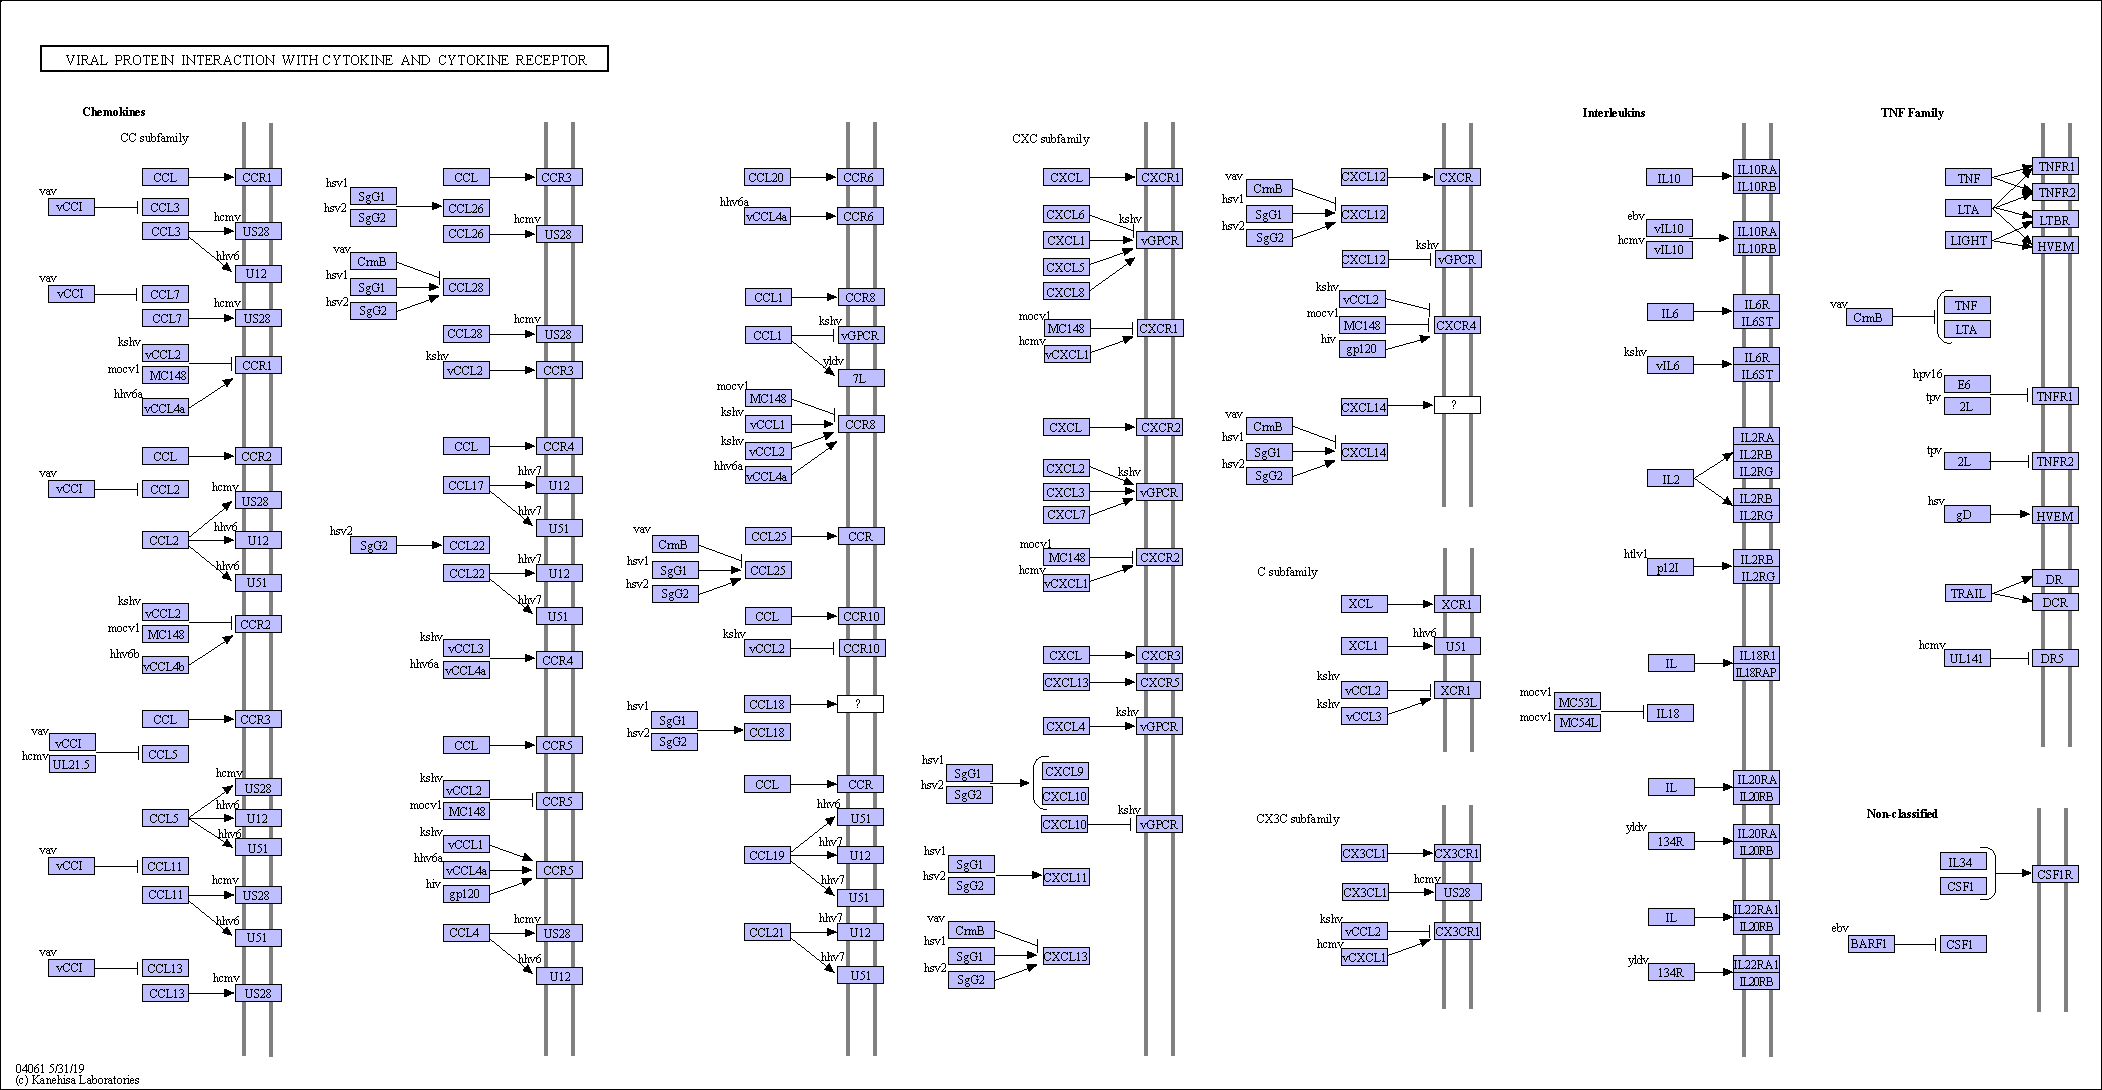 VIRAL PROTEIN INTERACTION WITH CYTOKINE AND CYTOKINE RECEPTOR
Chemokines
CC subfamily
CCL
CCR1
vav
vCCI
CCL3
CCL3
hcmv
US28
hhv6
U12
vav
vCCI
CCL7
CCL7
hcmv
US28
kshv
vCCL2
mocv1
MC148
CCR1
hhv6a
vCCL4a
CCL
CCR2
vav
vCCI
CCL2
hcmv
US28
CCL2
hhv6
U12
hhv6
U51
kshv
vCCL2
mocv1
MC148
CCR2
hhv6b
vCCL4b
CCL
CCR3
vav
vCCI
hcmv
UL21.5
CCL5
hcmv
US28
CCL5
hhv6
U12
hhv6
U51
vav
vCCI
CCL11
CCL11
hcmv
US28
hhv6
U51
vav
vCCI
CCL13
CCL13
hcmv
US28
CCL
CCR3
hsv1
SgG1
hsv2
SgG2
CCL26
CCL26
hcmv
US28
vav
CrmB
hsv1
SgG1
hsv2
SgG2
CCL28
CCL28
hcmv
US28
kshv
vCCL2
CCR3
CCL
CCR4
CCL17
hhv7
U12
hhv7
U51
hsv2
SgG2
CCL22
CCL22
hhv7
U12
hhv7
U51
kshv
vCCL3
hhv6a
vCCL4a
CCR4
CCL
CCR5
kshv
vCCL2
mocv1
MC148
CCR5
kshv
vCCL1
hhv6a
vCCL4a
hiv
gp120
CCR5
CCL4
hcmv
US28
hhv6
U12
CCL20
CCR6
hhv6a
vCCL4a
CCR6
CCL1
CCR8
CCL1
kshv
vGPCR
yldv
7L
mocv1
MC148
kshv
vCCL1
kshv
vCCL2
hhv6a
vCCL4a
CCR8
CCL25
CCR
vav
CrmB
hsv1
SgG1
hsv2
SgG2
CCL25
CCL
CCR10
kshv
vCCL2
CCR10
CCL18
?
hsv1
SgG1
hsv2
SgG2
CCL18
CCL
CCR
hhv6
U51
CCL19
hhv7
U12
hhv7
U51
CCL21
hhv7
U12
hhv7
U51
CXC subfamily
CXCL
CXCR1
CXCL6
CXCL1
CXCL5
CXCL8
kshv
vGPCR
mocv1
MC148
hcmv
vCXCL1
CXCR1
CXCL
CXCR2
CXCL2
CXCL3
CXCL7
kshv
vGPCR
mocv1
MC148
hcmv
vCXCL1
CXCR2
CXCL
CXCR3
CXCL13
CXCR5
CXCL4
kshv
vGPCR
hsv1
SgG1
hsv2
SgG2
CXCL9
CXCL10
CXCL10
kshv
vGPCR
hsv1
SgG1
hsv2
SgG2
CXCL11
vav
CrmB
hsv1
SgG1
hsv2
SgG2
CXCL13
CXCL12
CXCR
vav
CrmB
hsv1
SgG1
hsv2
SgG2
CXCL12
CXCL12
kshv
vGPCR
kshv
vCCL2
mocv1
MC148
hiv
gp120
CXCR4
CXCL14
?
vav
CrmB
hsv1
SgG1
hsv2
SgG2
CXCL14
C subfamily
XCL
XCR1
XCL1
hhv6
U51
kshv
vCCL2
kshv
vCCL3
XCR1
CX3C subfamily
CX3CL1
CX3CR1
CX3CL1
hcmv
US28
kshv
vCCL2
hcmv
vCXCL1
CX3CR1
Interleukins
IL10
IL10RA
IL10RB
ebv
vIL10
hcmv
vIL10
IL10RA
IL10RB
IL6
IL6R
IL6ST
kshv
vIL6
IL6R
IL6ST
IL2
IL2RA
IL2RB
IL2RG
IL2RB
IL2RG
htlv1
p12I
IL2RB
IL2RG
IL
IL18R1
IL18RAP
mocv1
MC53L
mocv1
MC54L
IL18
IL
IL20RA
IL20RB
yldv
134R
IL20RA
IL20RB
IL
IL22RA1
IL20RB
yldv
134R
IL22RA1
IL20RB
TNF Family
TNF
LTA
LIGHT
TNFR1
TNFR2
LTBR
HVEM
vav
CrmB
TNF
LTA
hpv16
E6
tpv
2L
TNFR1
tpv
2L
TNFR2
hsv
gD
HVEM
TRAIL
DR
DCR
hcmv
UL141
DR5
Non-classified
IL34
CSF1
CSF1R
ebv
BARF1
CSF1
04061 5/31/19
(c) Kanehisa Laboratories